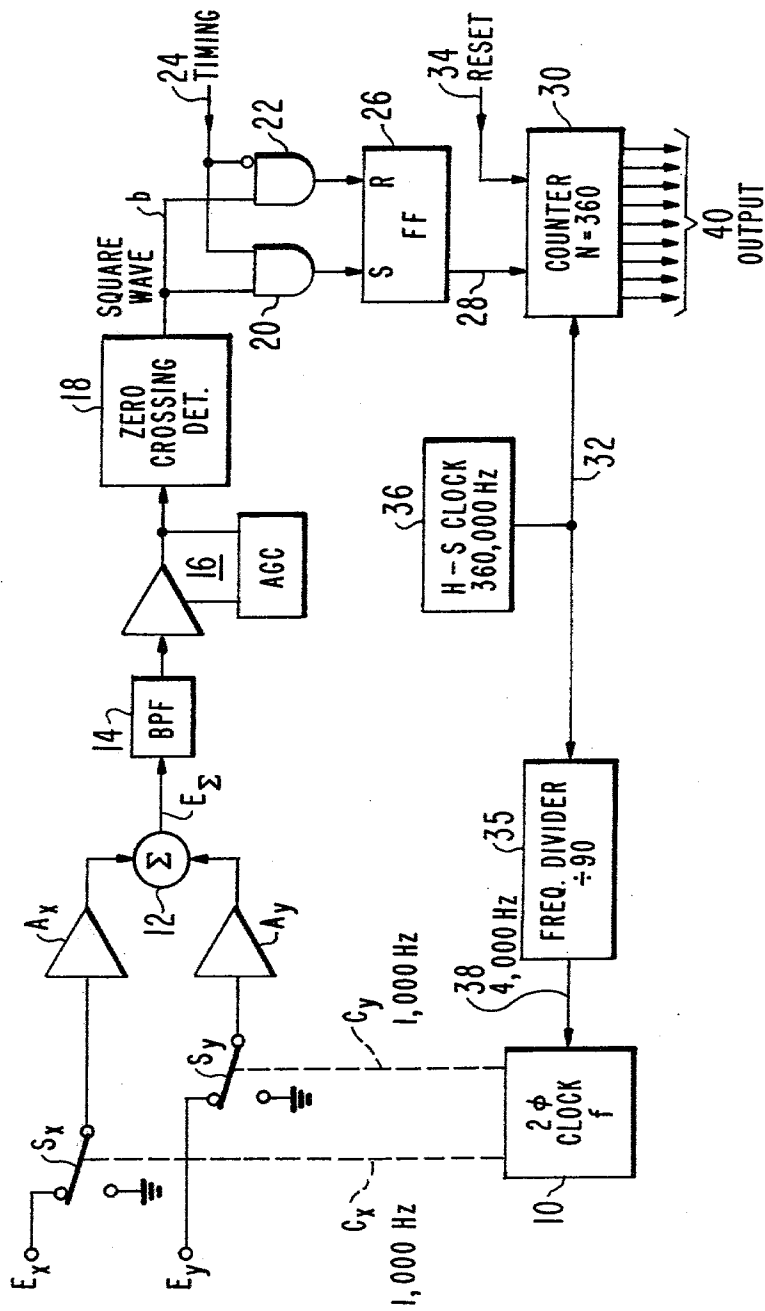 24
TIMING
22
b
SQUARE
WAVE
20
18
ZERO
CROSSING
DET.
16
AGC
14
BPF
E_Σ
Σ
12
A_x
A_y
S_x
S_y
E_x
E_y
26
S
R
FF
28
34
RESET
30
COUNTER
N=360
40
OUTPUT
32
36
H-S CLOCK
360,000 Hz
35
FREQ. DIVIDER
÷90
38
4,000 Hz
C_y
1,000 Hz
C_x
1,000 Hz
2ϕ
CLOCK
f
10